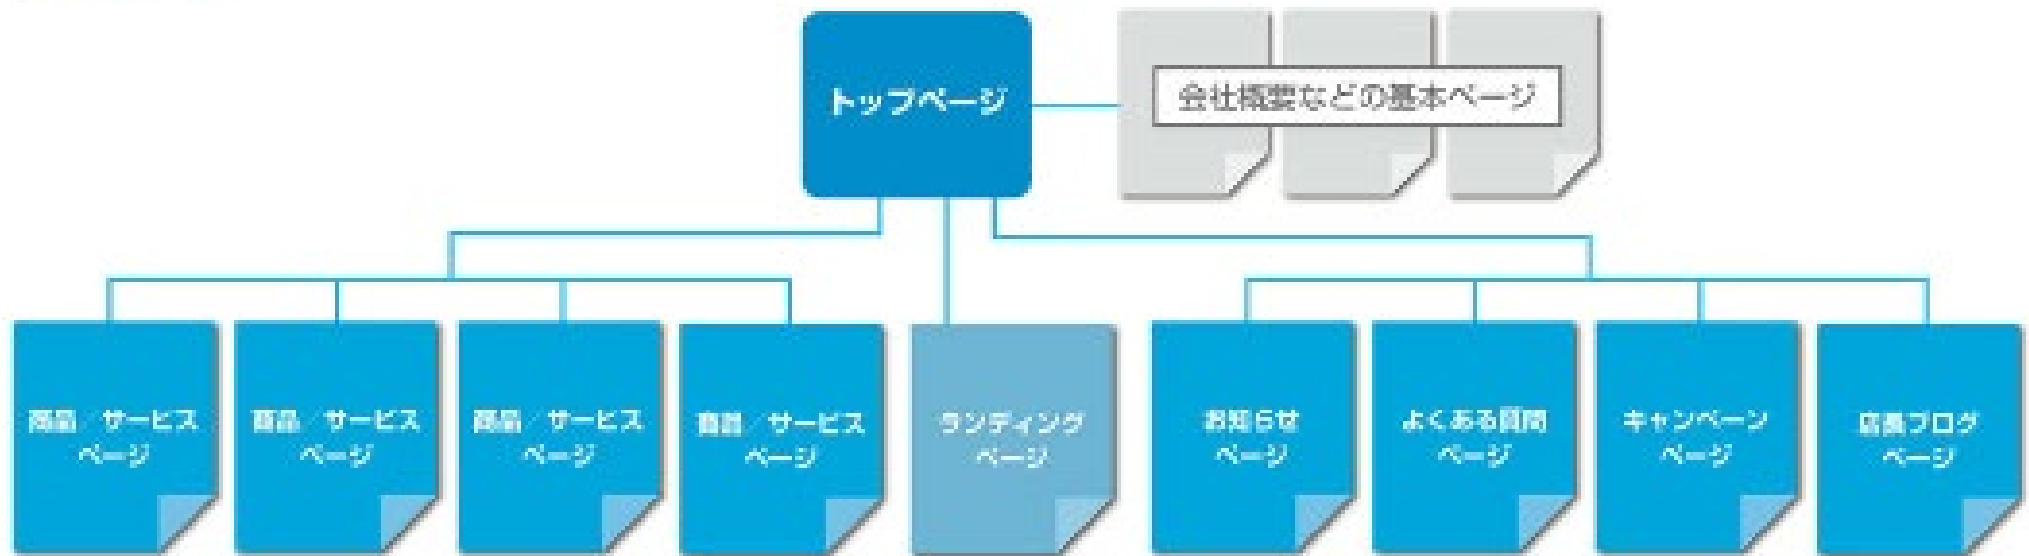 トップページ
会社概要などの基本ページ
商品／サービス
ページ
商品／サービス
ページ
商品／サービス
ページ
商品／サービス
ページ
ランディング
ページ
お知らせ
ページ
よくある質問
ページ
キャンペーン
ページ
店長ブログ
ページ